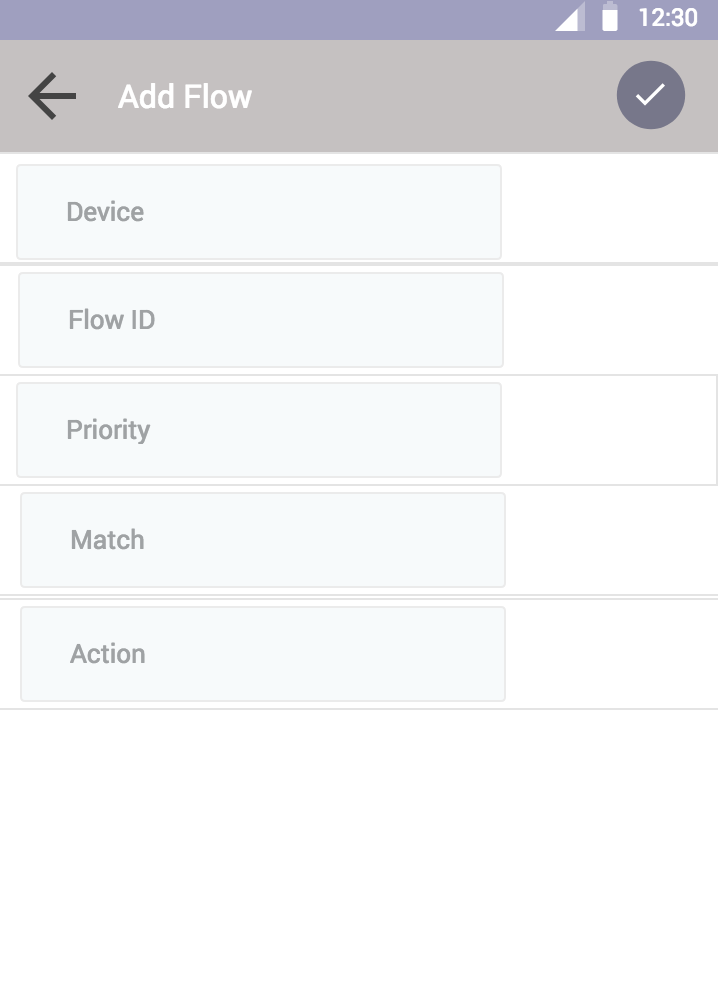 12:30
Add Flow
Device
Flow ID
Priority
Match
Action